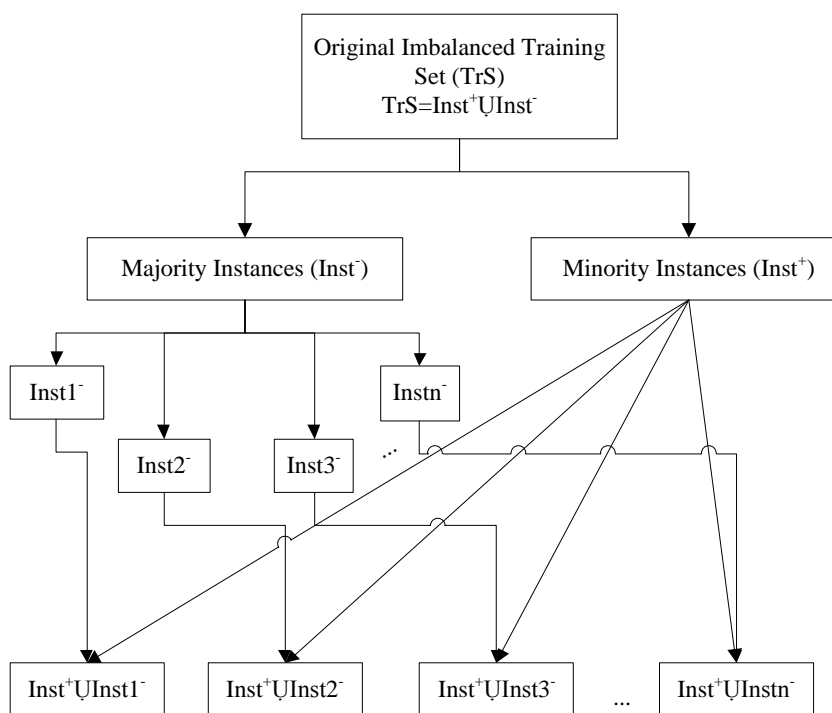 Original Imbalanced Training
Set (TrS)
TrS=Inst⁺ỤInst⁻
Majority Instances (Inst⁻)
Minority Instances (Inst⁺)
Inst1⁻
Instn⁻
Inst2⁻
Inst3⁻
...
Inst⁺ỤInst1⁻
Inst⁺ỤInst2⁻
Inst⁺ỤInst3⁻
...
Inst⁺ỤInstn⁻